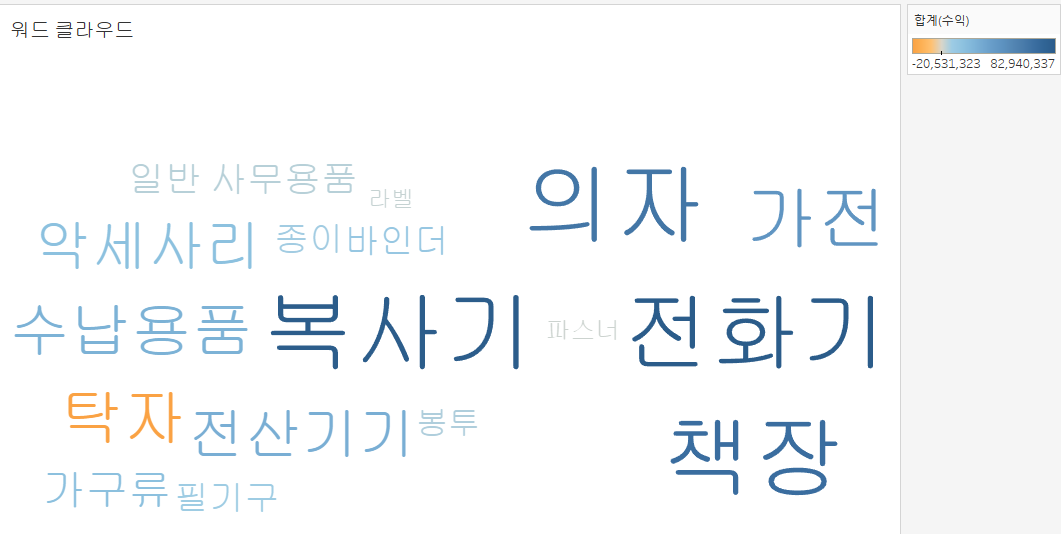 워드 클라우드
합계(수익)
-20,531,323 82,940,337
일반 사무용품
라벨
의자
가전
악세사리
종이
바인더
수납용품
복사기
파스너
전화기
탁자
전산기기
봉투
책장
가구류
필기구